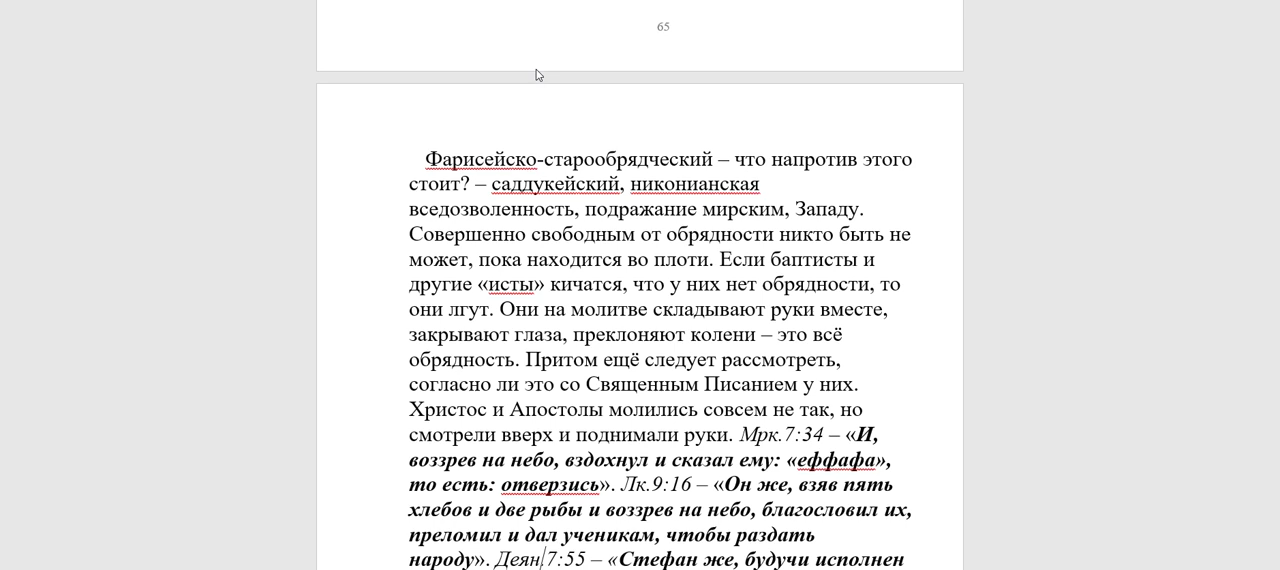 65
Фарисейско-старообрядческий – что напротив этого
стоит? – саддукейский, никонианская
вседозволенность, подражание мирским, Западу.
Совершенно свободным от обрядности никто быть не
может, пока находится во плоти. Если баптисты и
другие «исты» кичатся, что у них нет обрядности, то
они лгут. Они на молитве складывают руки вместе,
закрывают глаза, преклоняют колени – это всё
обрядность. Притом ещё следует рассмотреть,
согласно ли это со Священным Писанием у них.
Христос и Апостолы молились совсем не так, но
смотрели вверх и поднимали руки. Мрк.7:34 – «И,
воззрев на небо, вздохнул и сказал ему: «еффафа»,
то есть: отверзись». Лк.9:16 – «Он же, взяв пять
хлебов и две рыбы и воззрев на небо, благословил их,
преломил и дал ученикам, чтобы раздать
народу». Деян.7:55 – «Стефан же, будучи исполнен